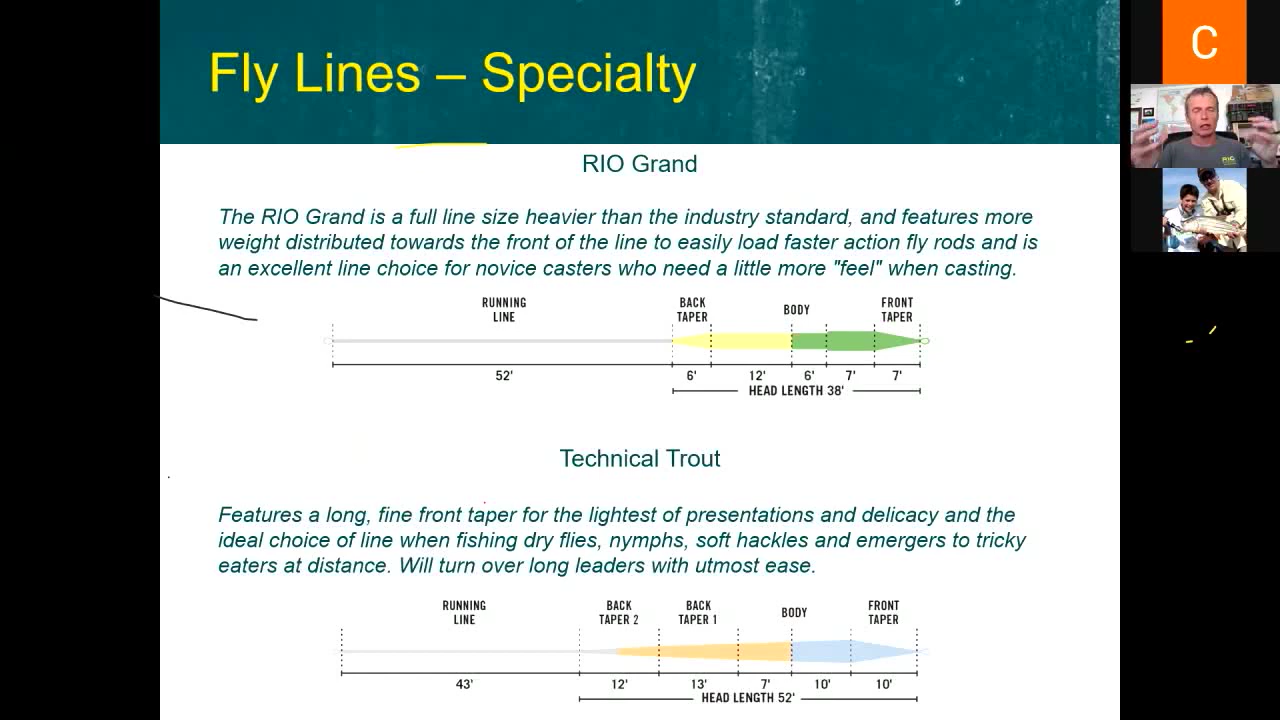 Fly Lines – Specialty
C
RIO Grand
The RIO Grand is a full line size heavier than the industry standard, and features more
weight distributed towards the front of the line to easily load faster action fly rods and is
an excellent line choice for novice casters who need a little more "feel" when casting.
RUNNING LINE
BACK TAPER
BODY
FRONT TAPER
52'
6'
12'
6'
7'
7'
HEAD LENGTH 38'
Technical Trout
Features a long, fine front taper for the lightest of presentations and delicacy and the
ideal choice of line when fishing dry flies, nymphs, soft hackles and emergers to tricky
eaters at distance. Will turn over long leaders with utmost ease.
RUNNING LINE
BACK TAPER 2
BACK TAPER 1
BODY
FRONT TAPER
43'
12'
13'
7'
10'
10'
HEAD LENGTH 52'